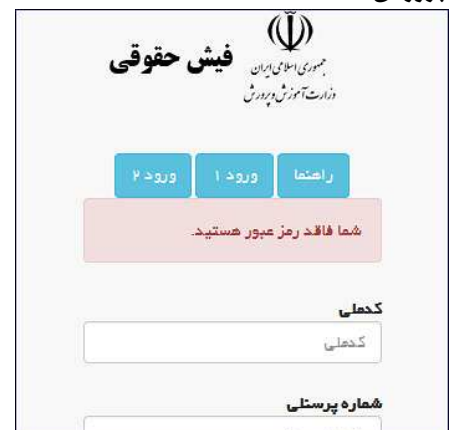 فیش حقوقی
جمهوری اسلامی ایران
وزارت آموزش و پرورش
راهنما
ورود ۱
ورود ۲
شما فاقد رمز عبور هستید.
کدملی
کدملی
شماره پرسنلی